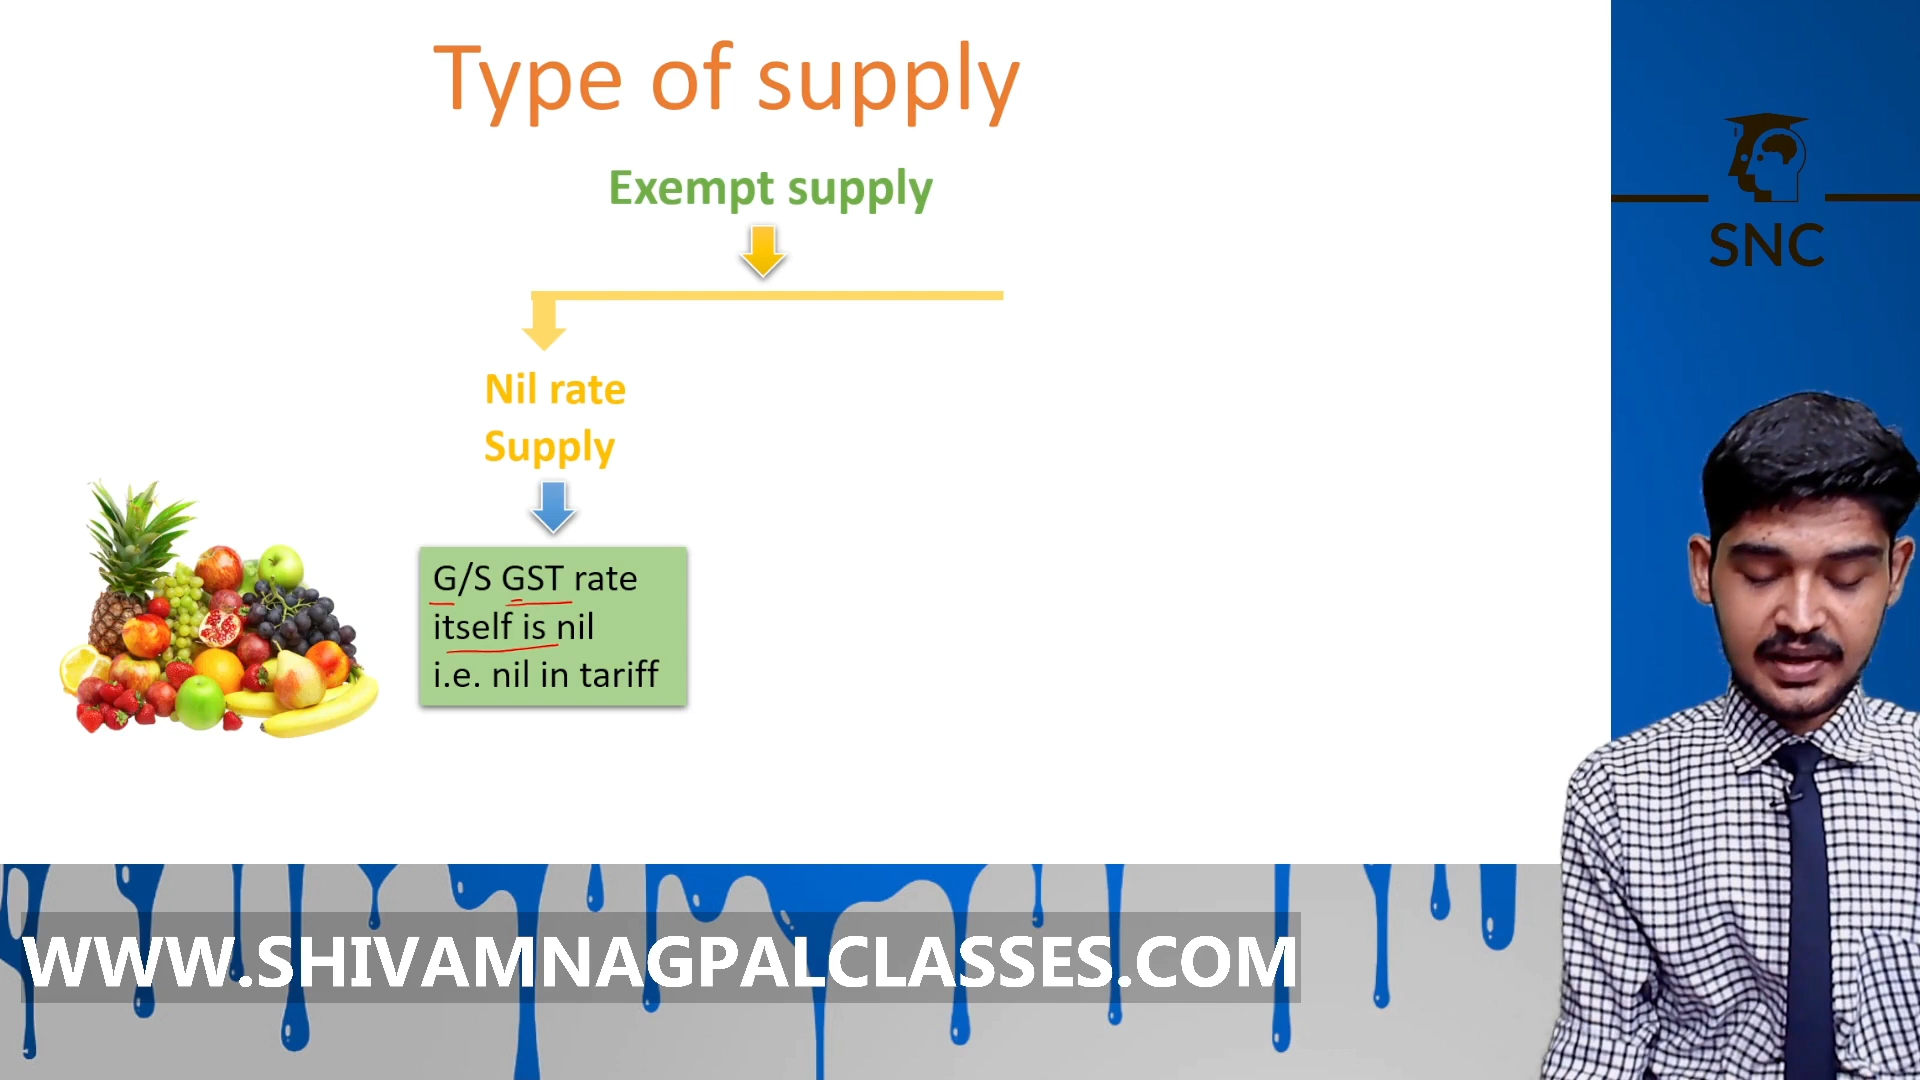 Type of supply
Exempt supply
Nil rate
Supply
G/S GST rate
itself is nil
i.e. nil in tariff
SNC
WWW.SHIVAMNAGPALCLASSES.COM